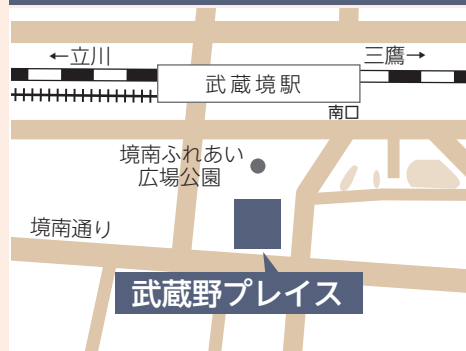 ←立川
三鷹→
武蔵境駅
南口
境南ふれあい
広場公園
境南通り
武蔵野プレイス